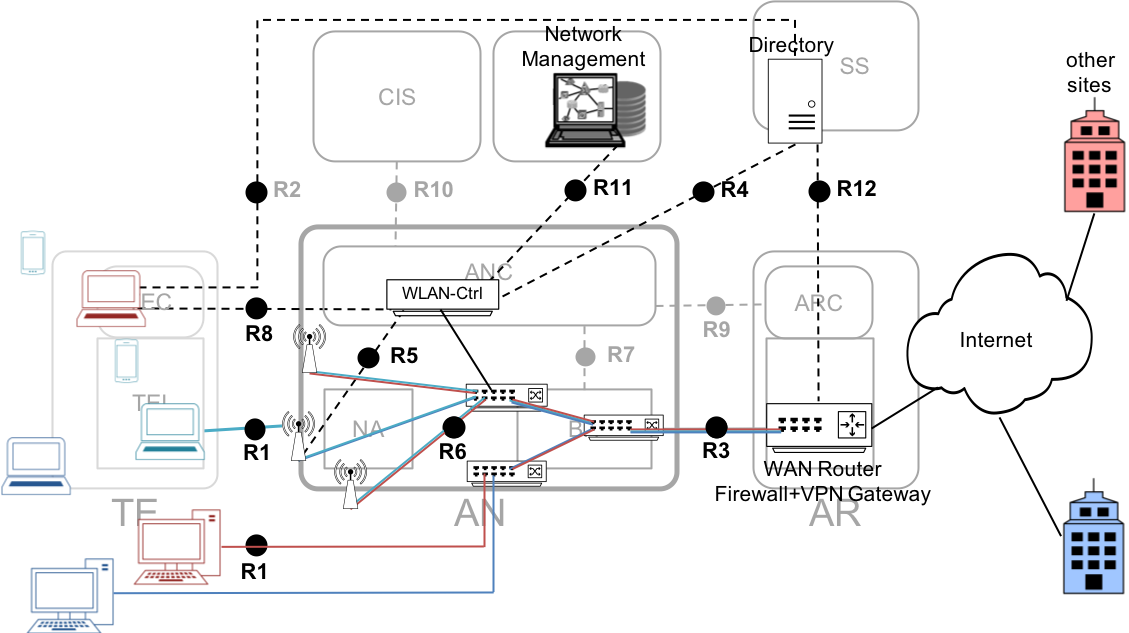 Network
Management
Directory
SS
other
sites
CIS
R2
R10
R11
R4
R12
ANC
WLAN-Ctrl
EC
ARC
R8
R9
Internet
R5
R7
TEI
NA
B
R1
R6
R3
WAN Router
Firewall+VPN Gateway
TE
AN
AR
R1